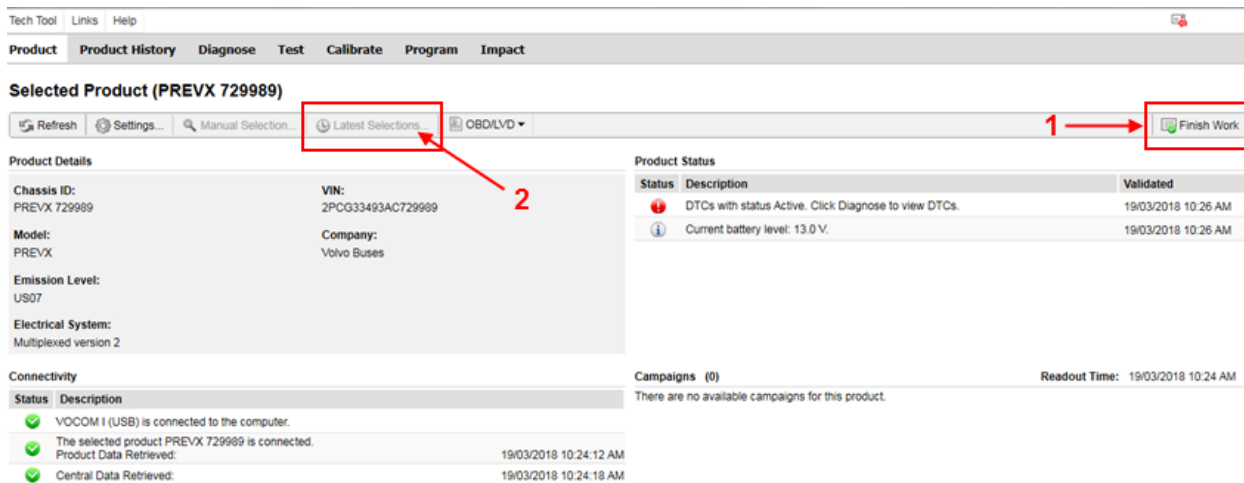 Tech Tool Links Help
Product Product History Diagnose Test Calibrate Program Impact
Selected Product (PREVX 729989)
Refresh Settings... Manual Selection... Latest Selections... OBD/LVD 1 Finish Work
2
Product Details
Chassis ID: VIN:
PREVX 729989 2PCG33493AC729989
Model: Company:
PREVX Volvo Buses
Emission Level:
US07
Electrical System:
Multiplexed version 2
Product Status
Status Description Validated
DTCs with status Active. Click Diagnose to view DTCs. 19/03/2018 10:26 AM
Current battery level: 13.0 V. 19/03/2018 10:26 AM
Connectivity
Status Description
VOCOM I (USB) is connected to the computer.
The selected product PREVX 729989 is connected.
Product Data Retrieved: 19/03/2018 10:24:12 AM
Central Data Retrieved: 19/03/2018 10:24:18 AM
Campaigns (0) Readout Time: 19/03/2018 10:24 AM
There are no available campaigns for this product.